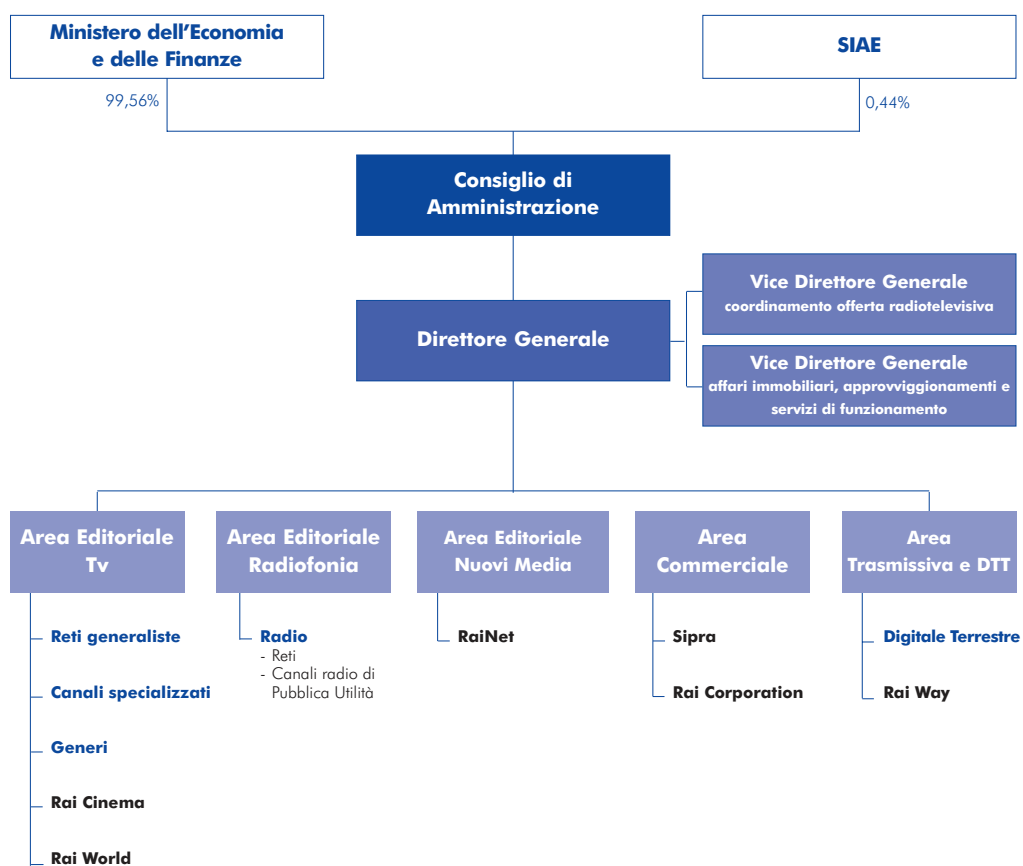 Ministero dell'Economia
e delle Finanze
SIAE
99,56%
0,44%
Consiglio di
Amministrazione
Vice Direttore Generale
coordinamento offerta radiotelevisiva
Direttore Generale
Vice Direttore Generale
affari immobiliari, approvviggionamenti e
servizi di funzionamento
Area Editoriale
Tv
Area Editoriale
Radiofonia
Area Editoriale
Nuovi Media
Area
Commerciale
Area
Trasmissiva e DTT
Reti generaliste
Canali specializzati
Generi
Rai Cinema
Rai World
Radio
- Reti
- Canali radio di
Pubblica Utilità
RaiNet
Sipra
Rai Corporation
Digitale Terrestre
Rai Way